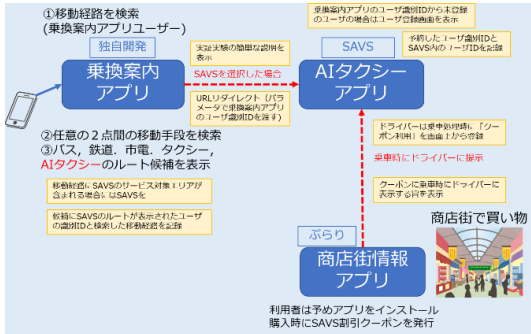 ①移動経路を検索
(乗換案内アプリユーザー)
独自開発
乗換案内
アプリ
実証実験の簡単な説明を
表示
SAVSを選択した場合
URLリダイレクト（パラ
メータで乗換案内アプリ
のユーザ識別IDを渡す）
乗換案内アプリのユーザ識別IDから未登録
のユーザの場合はユーザ登録画面を表示
SAVS
予約したユーザ識別IDと
SAVS内のユーザIDを記録
AIタクシー
アプリ
②任意の２点間の移動手段を検索
③バス，鉄道．市電．タクシー，
AIタクシーのルート候補を表示
移動経路にSAVSのサービス対象エリアが
含まれる場合にはSAVSを
候補にSAVSのルートが表示されたユーザ
の識別IDと検索した移動経路を記録
ドライバーは乗車処理時に「クー
ポン利用」を画面上から登録
乗車時にドライバーに提示
クーポンに乗車時にドライバーに
表示する旨を表示
ぶらり
商店街情報
アプリ
商店街で買い物
利用者は予めアプリをインストール
購入時にSAVS割引クーポンを発行